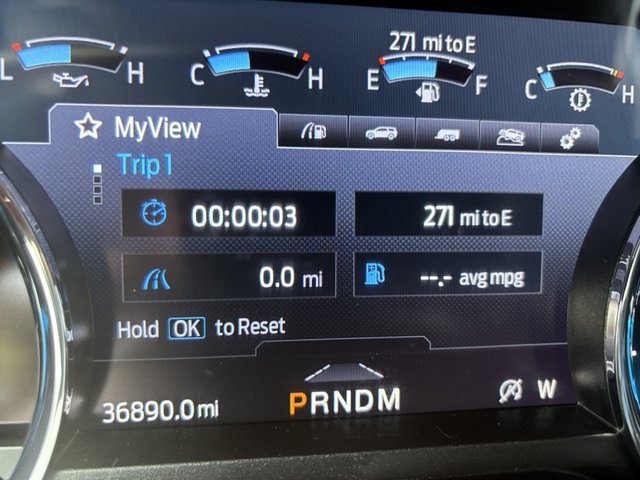 271 mi to E
L H C H E F C H
MyView
Trip 1
00:00:03 271 mi to E
0.0 mi --.- avg mpg
Hold OK to Reset
36890.0 mi PRNDM W